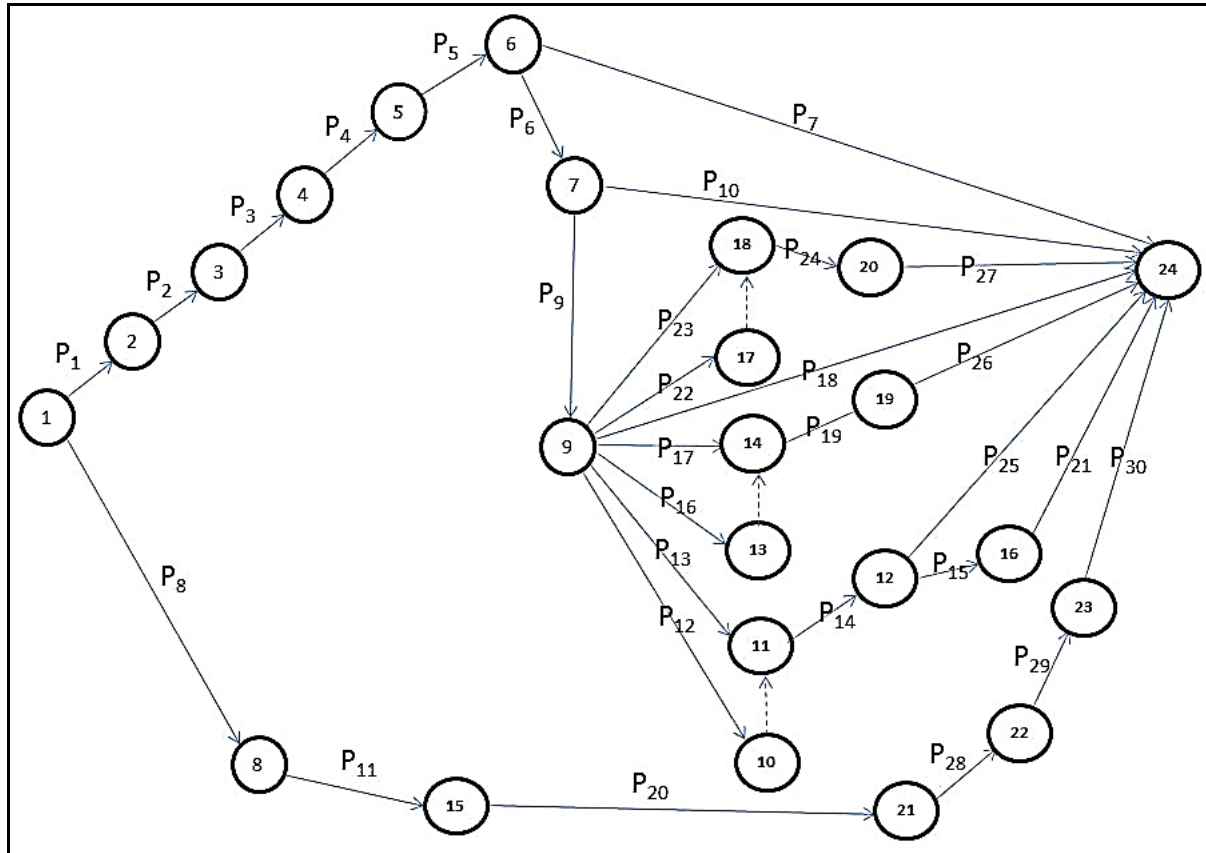 6
P₅
5
P₇
P₄
P₆
4
7
P₁₀
P₃
3
18
P₂₄
20
P₂₇
24
P₂
P₉
P₂₃
2
17
P₂₆
P₁
P₂₂
P₁₈
1
19
9
P₁₇
14
P₁₉
P₂₅
P₂₁
P₃₀
P₁₆
13
P₁₃
12
P₁₅
16
P₈
P₁₂
11
P₁₄
23
P₂₉
22
8
P₁₁
10
P₂₈
15
P₂₀
21